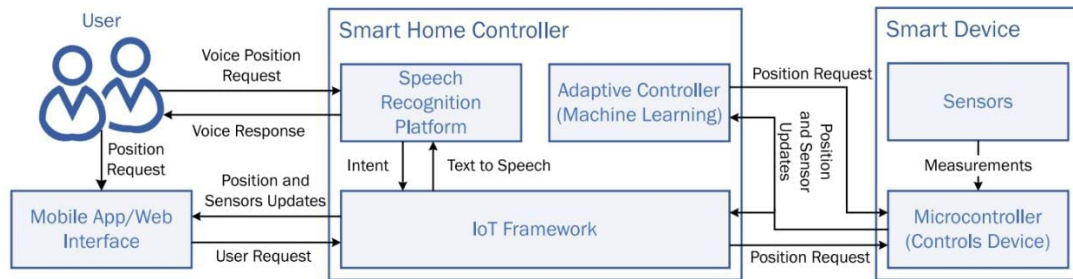 User
Voice Position
Request
Voice Response
Position
Request
Mobile App/Web
Interface
Position and
Sensors Updates
User Request
Smart Home Controller
Speech
Recognition
Platform
Adaptive Controller
(Machine Learning)
Intent
Text to Speech
IoT Framework
Position Request
Position
and Sensor
Updates
Position Request
Smart Device
Sensors
Measurements
Microcontroller
(Controls Device)